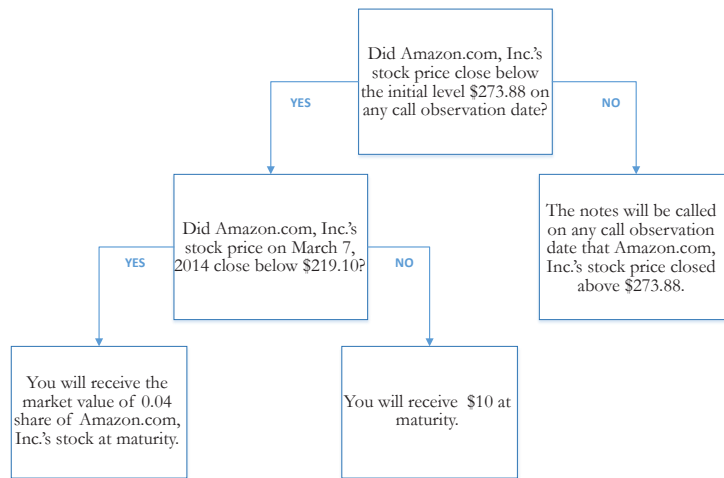 Did Amazon.com, Inc.'s
stock price close below
the initial level $273.88 on
any call observation date?
YES
NO
Did Amazon.com, Inc.'s
stock price on March 7,
2014 close below $219.10?
The notes will be called
on any call observation
date that Amazon.com,
Inc.'s stock price closed
above $273.88.
YES
NO
You will receive the
market value of 0.04
share of Amazon.com,
Inc.'s stock at maturity.
You will receive $10 at
maturity.